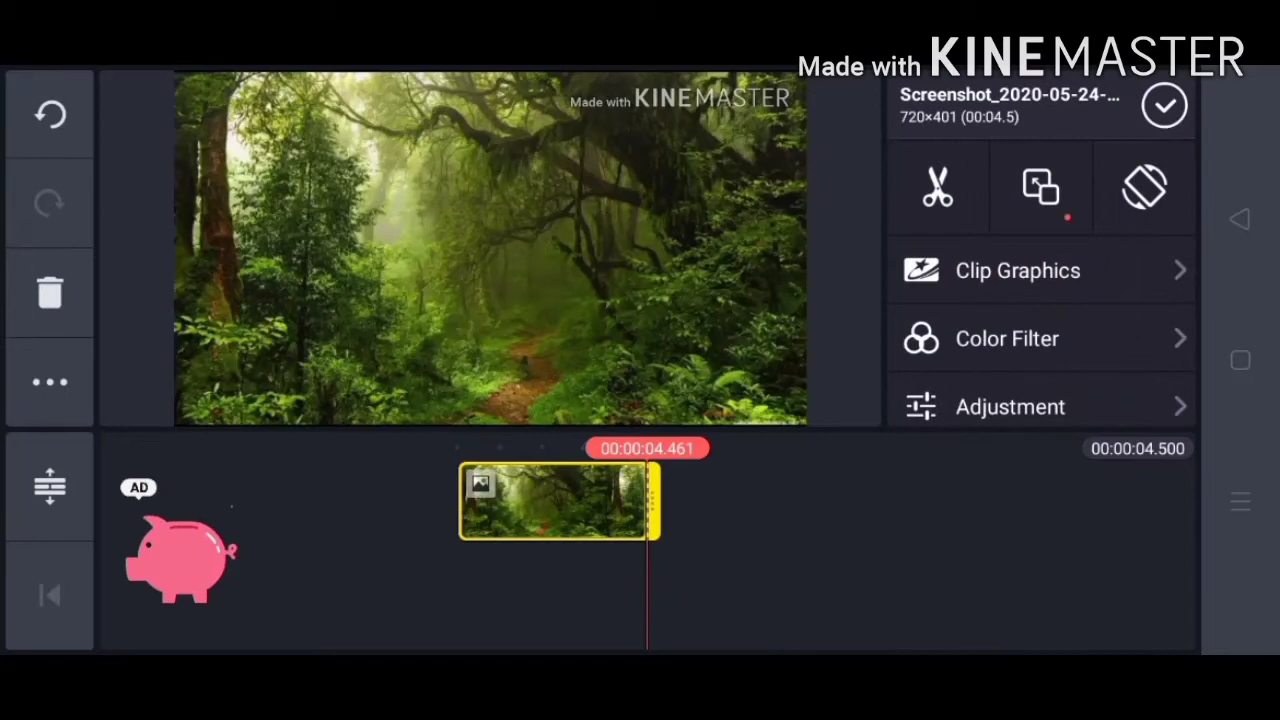 Made with KINEMASTER
Made with KINEMASTER
Screenshot_2020-05-24-...
720×401 (00:04.5)
Clip Graphics
Color Filter
Adjustment
00:00:04.461
00:00:04.500
AD